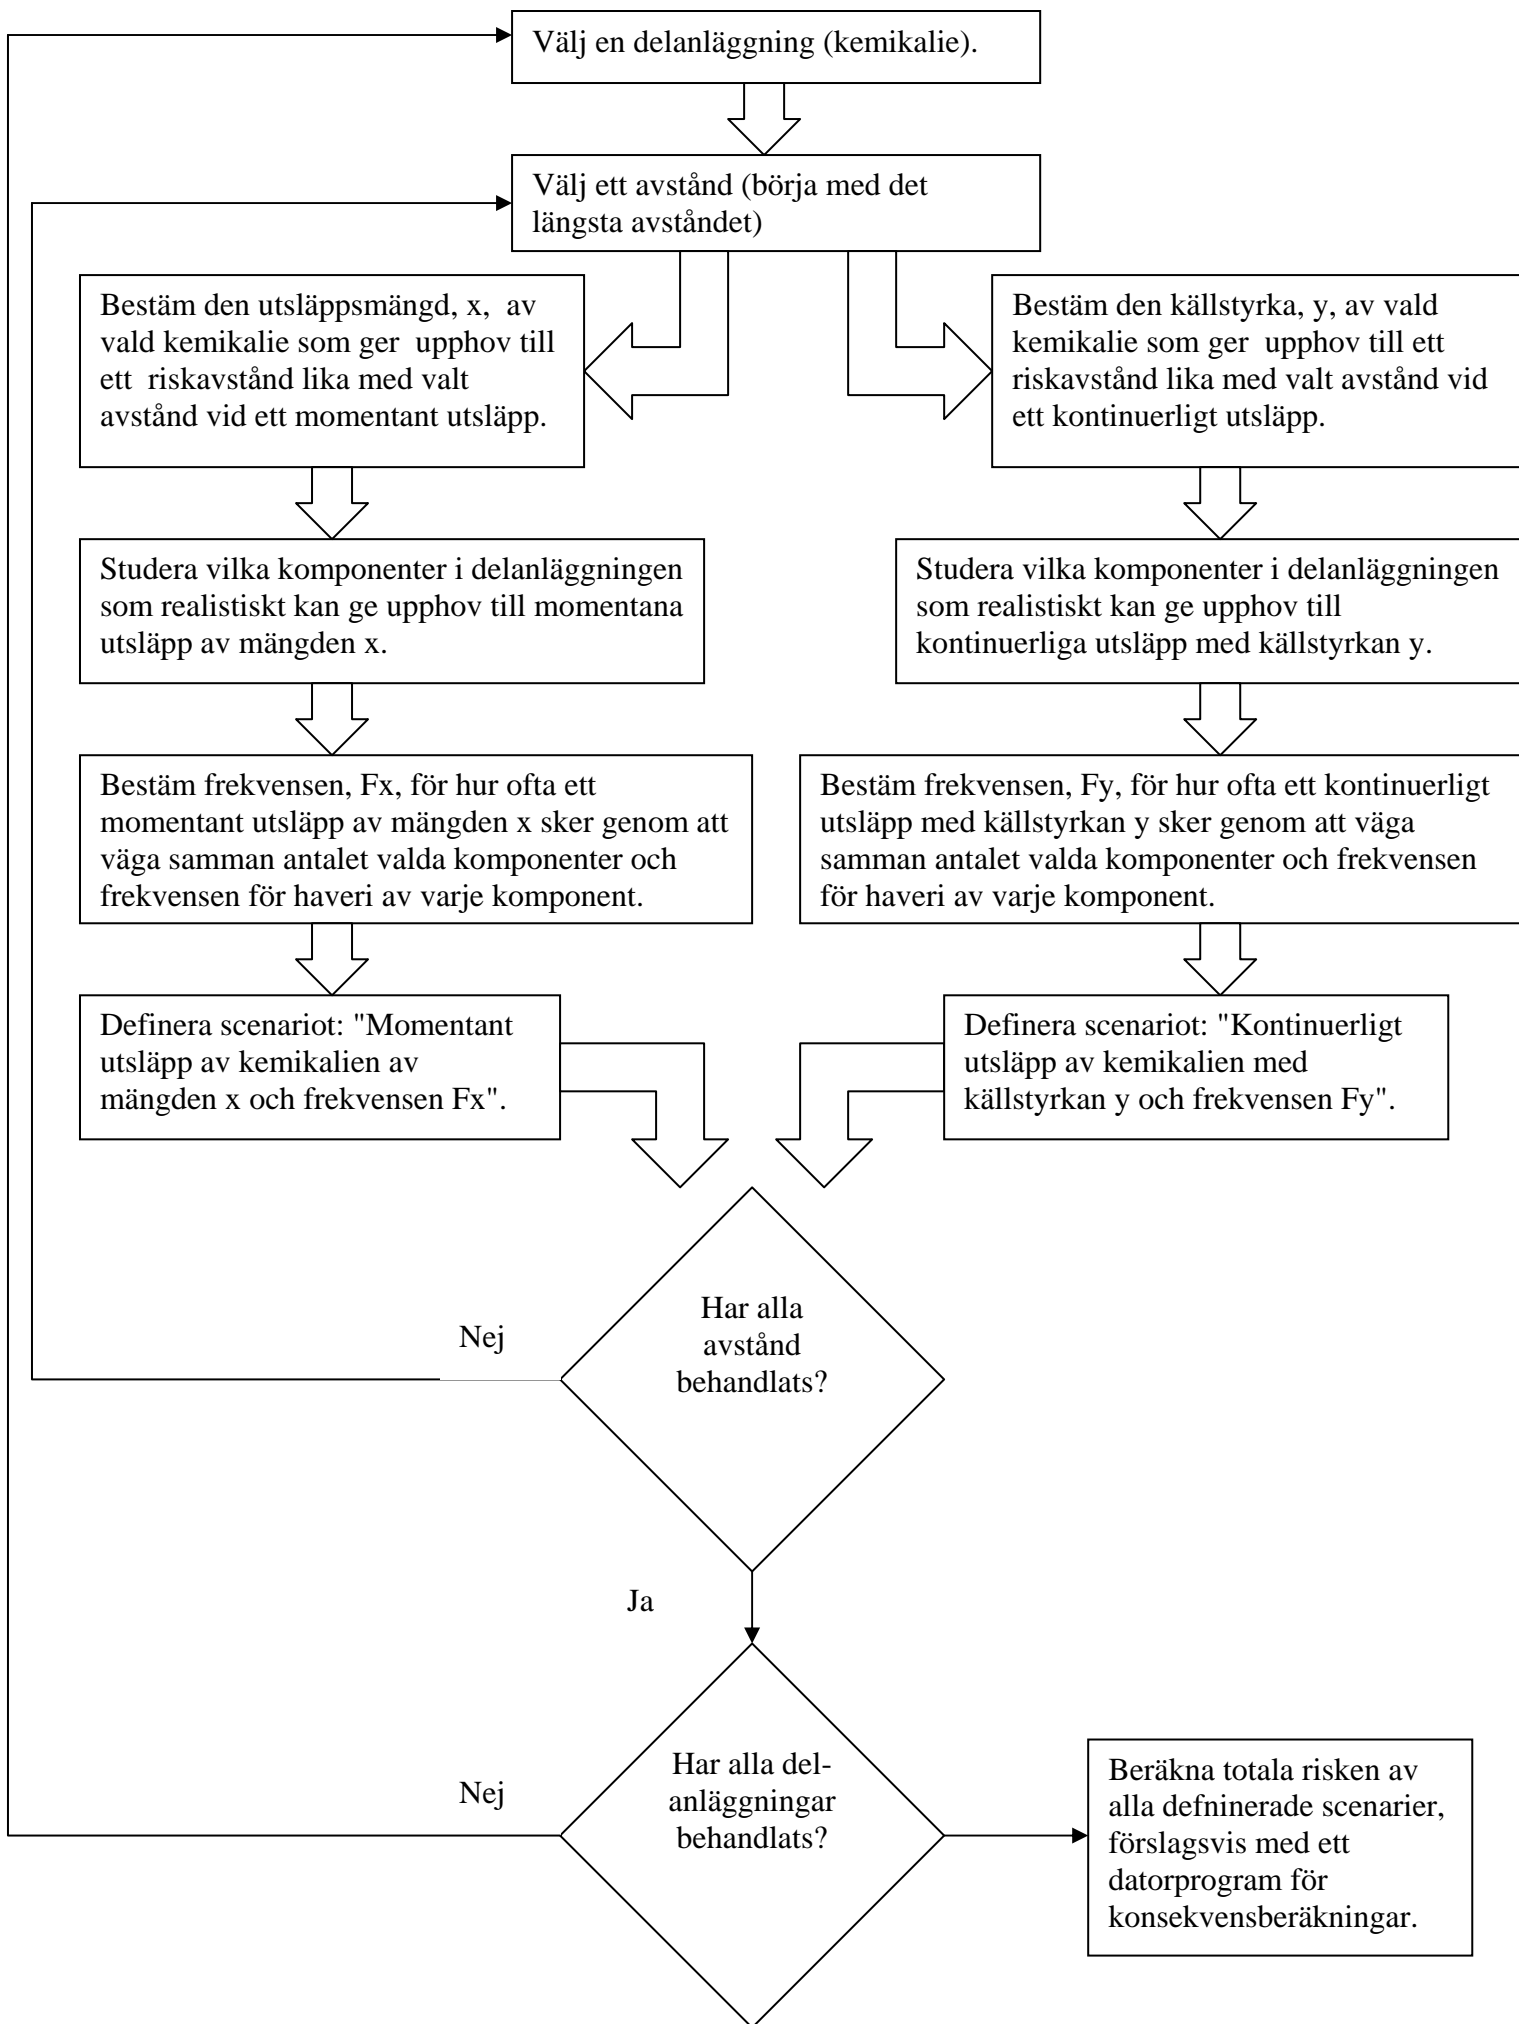 Välj en delanläggning (kemikalie).
Välj ett avstånd (börja med det
längsta avståndet)
Bestäm den utsläppsmängd, x, av
vald kemikalie som ger upphov till
ett riskavstånd lika med valt
avstånd vid ett momentant utsläpp.
Bestäm den källstyrka, y, av vald
kemikalie som ger upphov till ett
riskavstånd lika med valt avstånd vid
ett kontinuerligt utsläpp.
Studera vilka komponenter i delanläggningen
som realistiskt kan ge upphov till momentana
utsläpp av mängden x.
Studera vilka komponenter i delanläggningen
som realistiskt kan ge upphov till
kontinuerliga utsläpp med källstyrkan y.
Bestäm frekvensen, Fx, för hur ofta ett
momentant utsläpp av mängden x sker genom att
väga samman antalet valda komponenter och
frekvensen för haveri av varje komponent.
Bestäm frekvensen, Fy, för hur ofta ett kontinuerligt
utsläpp med källstyrkan y sker genom att väga
samman antalet valda komponenter och frekvensen
för haveri av varje komponent.
Definera scenariot: "Momentant
utsläpp av kemikalien av
mängden x och frekvensen Fx".
Definera scenariot: "Kontinuerligt
utsläpp av kemikalien med
källstyrkan y och frekvensen Fy".
Har alla
avstånd
behandlats?
Nej
Ja
Har alla del-
anläggningar
behandlats?
Nej
Beräkna totala risken av
alla defninerade scenarier,
förslagsvis med ett
datorprogram för
konsekvensberäkningar.